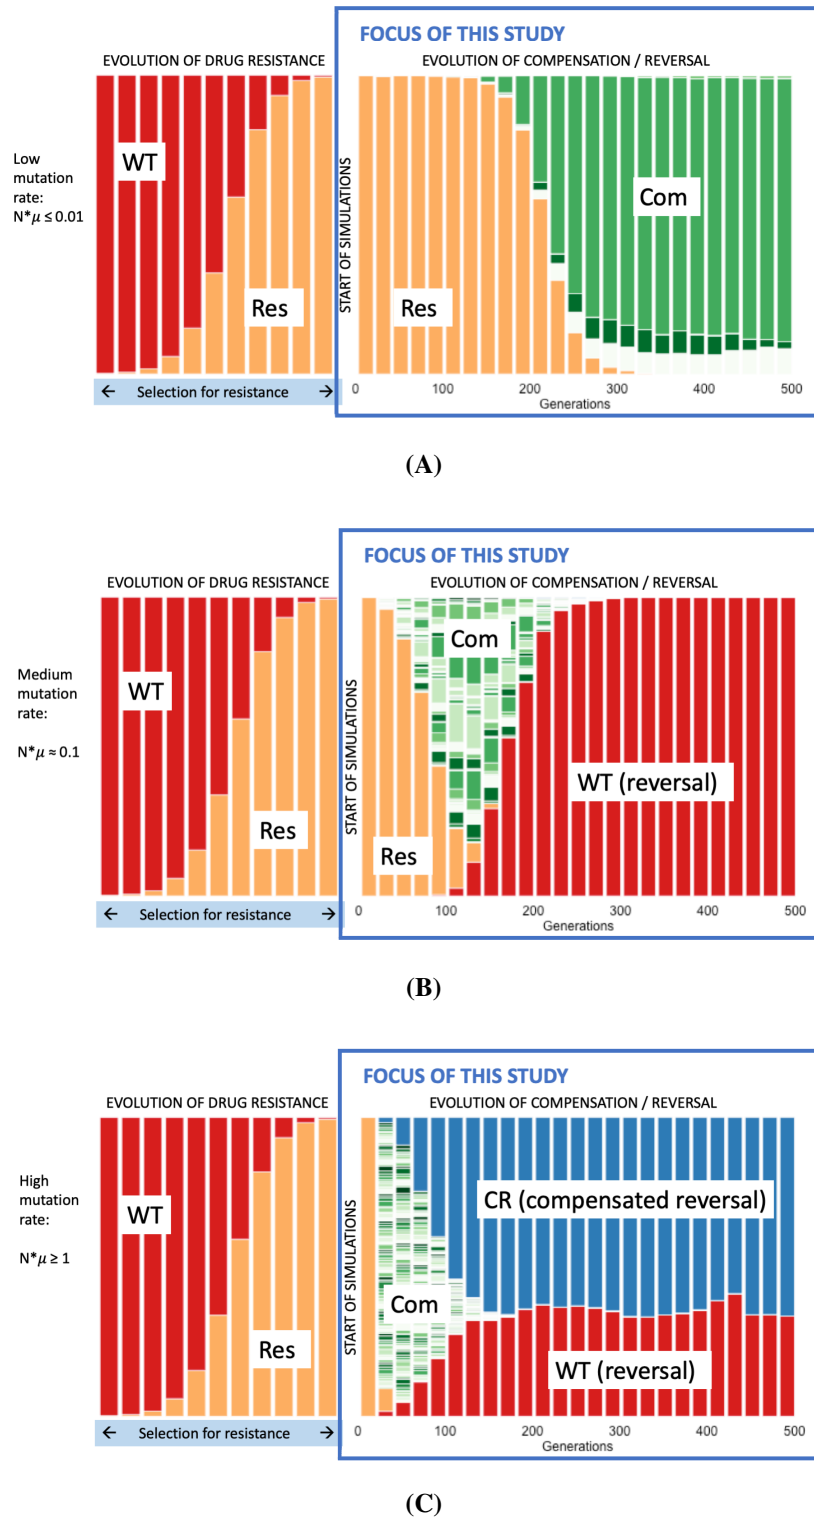 FOCUS OF THIS STUDY
EVOLUTION OF DRUG RESISTANCE
EVOLUTION OF COMPENSATION / REVERSAL
Low
mutation
rate:
N*μ ≤ 0.01
WT
Res
START OF SIMULATIONS
Res
Com
← Selection for resistance →
0 100 200 300 400 500
Generations
(A)
FOCUS OF THIS STUDY
EVOLUTION OF DRUG RESISTANCE
EVOLUTION OF COMPENSATION / REVERSAL
Medium
mutation
rate:
N*μ ≈ 0.1
WT
Res
START OF SIMULATIONS
Com
Res
WT (reversal)
← Selection for resistance →
0 100 200 300 400 500
Generations
(B)
FOCUS OF THIS STUDY
EVOLUTION OF DRUG RESISTANCE
EVOLUTION OF COMPENSATION / REVERSAL
High
mutation
rate:
N*μ ≥ 1
WT
Res
START OF SIMULATIONS
CR (compensated reversal)
Com
WT (reversal)
← Selection for resistance →
0 100 200 300 400 500
Generations
(C)